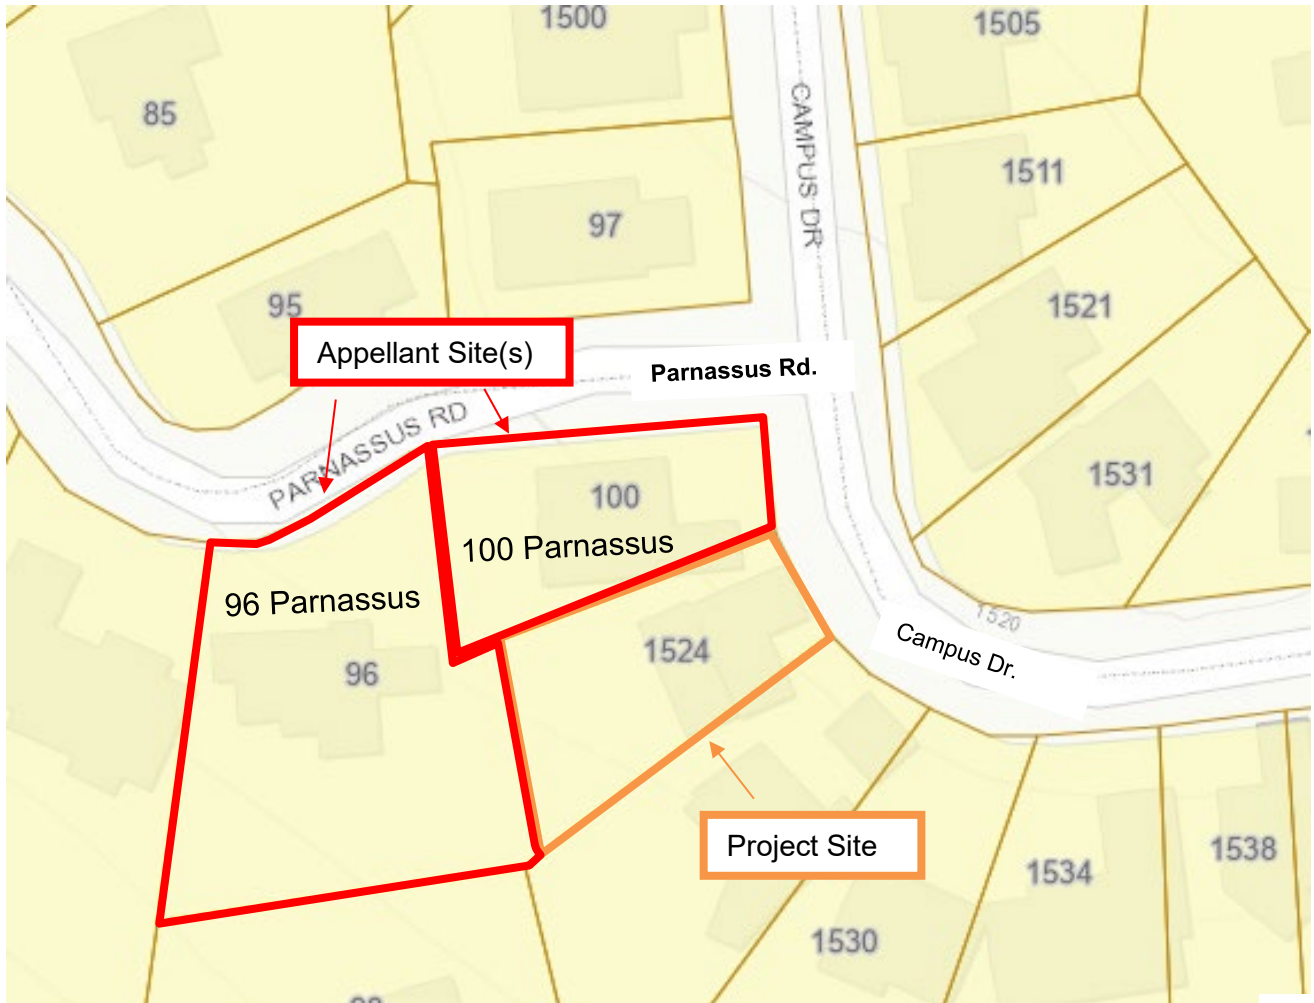 1500
1505
85
CAMPUS DR
1511
97
95
1521
Appellant Site(s)
Parnassus Rd.
PARNASSUS RD
1531
100
100 Parnassus
96 Parnassus
1520
Campus Dr.
1524
96
Project Site
1538
1534
1530